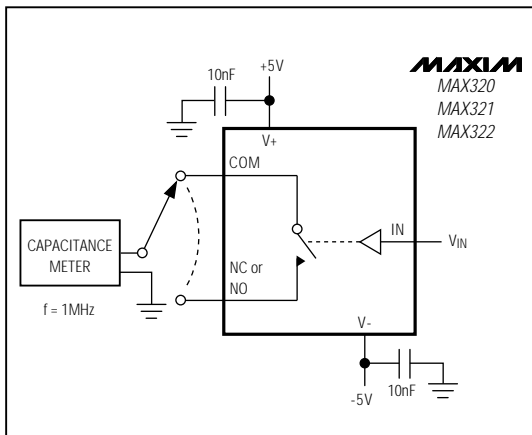 +5V
10nF
MAXIM
MAX320
MAX321
MAX322
V+
COM
IN
VIN
CAPACITANCE
METER
NC or
NO
f = 1MHz
V-
10nF
-5V